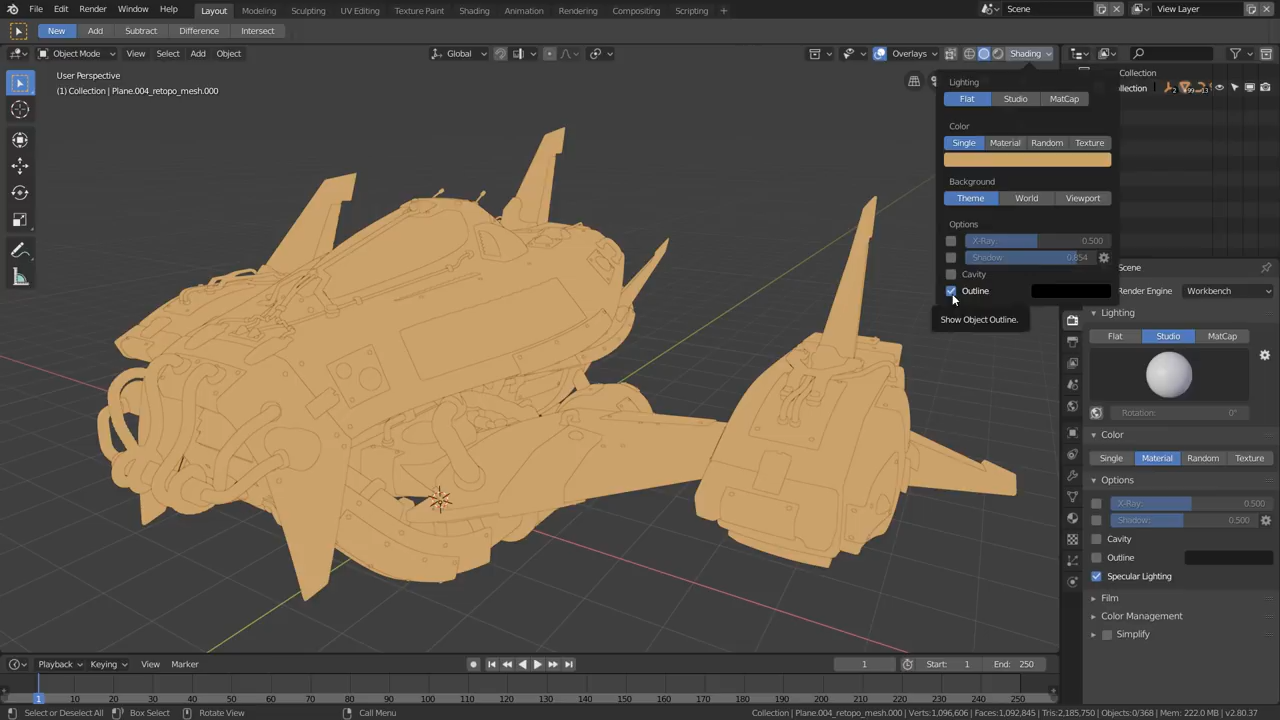 File Edit Render Window Help Layout Modeling Sculpting UV Editing Texture Paint Shading Animation Rendering Compositing Scripting Scene View Layer
New Add Subtract Difference Intersect
Object Mode View Select Add Object Global Overlays Shading
User Perspective
(1) Collection | Plane.004_retopo_mesh.000
Collection
llection 2 99 13
Lighting
Flat Studio MatCap
Color
Single Material Random Texture
Background
Theme World Viewport
Options
X-Ray: 0.500
Shadow 0.854
Cavity
Outline
Show Object Outline.
Scene
Render Engine Workbench
Lighting
Flat Studio MatCap
Rotation: 0°
Color
Single Material Random Texture
Options
X-Ray: 0.500
Shadow: 0.500
Cavity
Outline
Specular Lighting
Film
Color Management
Simplify
Playback Keying View Marker 1 Start: 1 End: 250
1 10 20 30 40 50 60 70 80 90 100 110 120 130 140 150 160 170 180 190 200 210 220 230 240 250
Select or Deselect All Box Select Rotate View Call Menu Collection | Plane.004_retopo_mesh.000 | Verts:1,096,606 | Faces:1,092,845 | Tris:2,185,750 | Objects:0/368 | Mem: 222.0 MB | v2.80.37